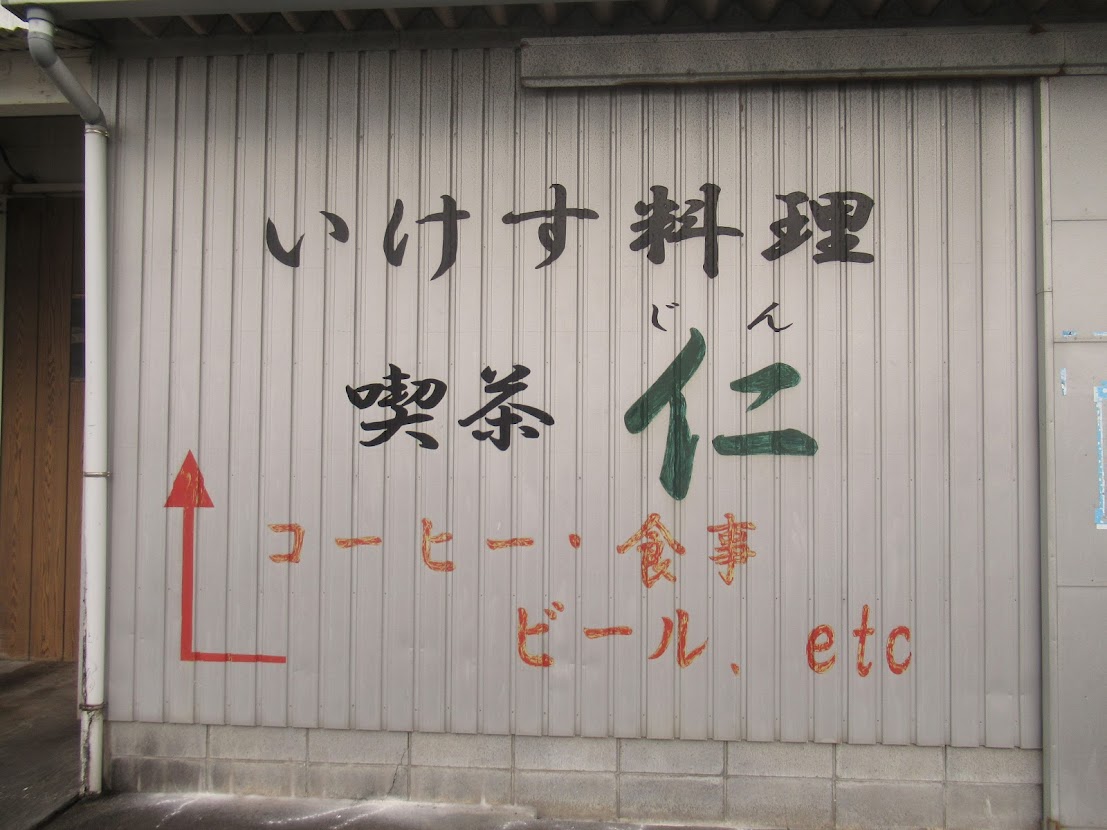 いけす料理
じん
喫茶 仁
コーヒー・食事
ビール、etc